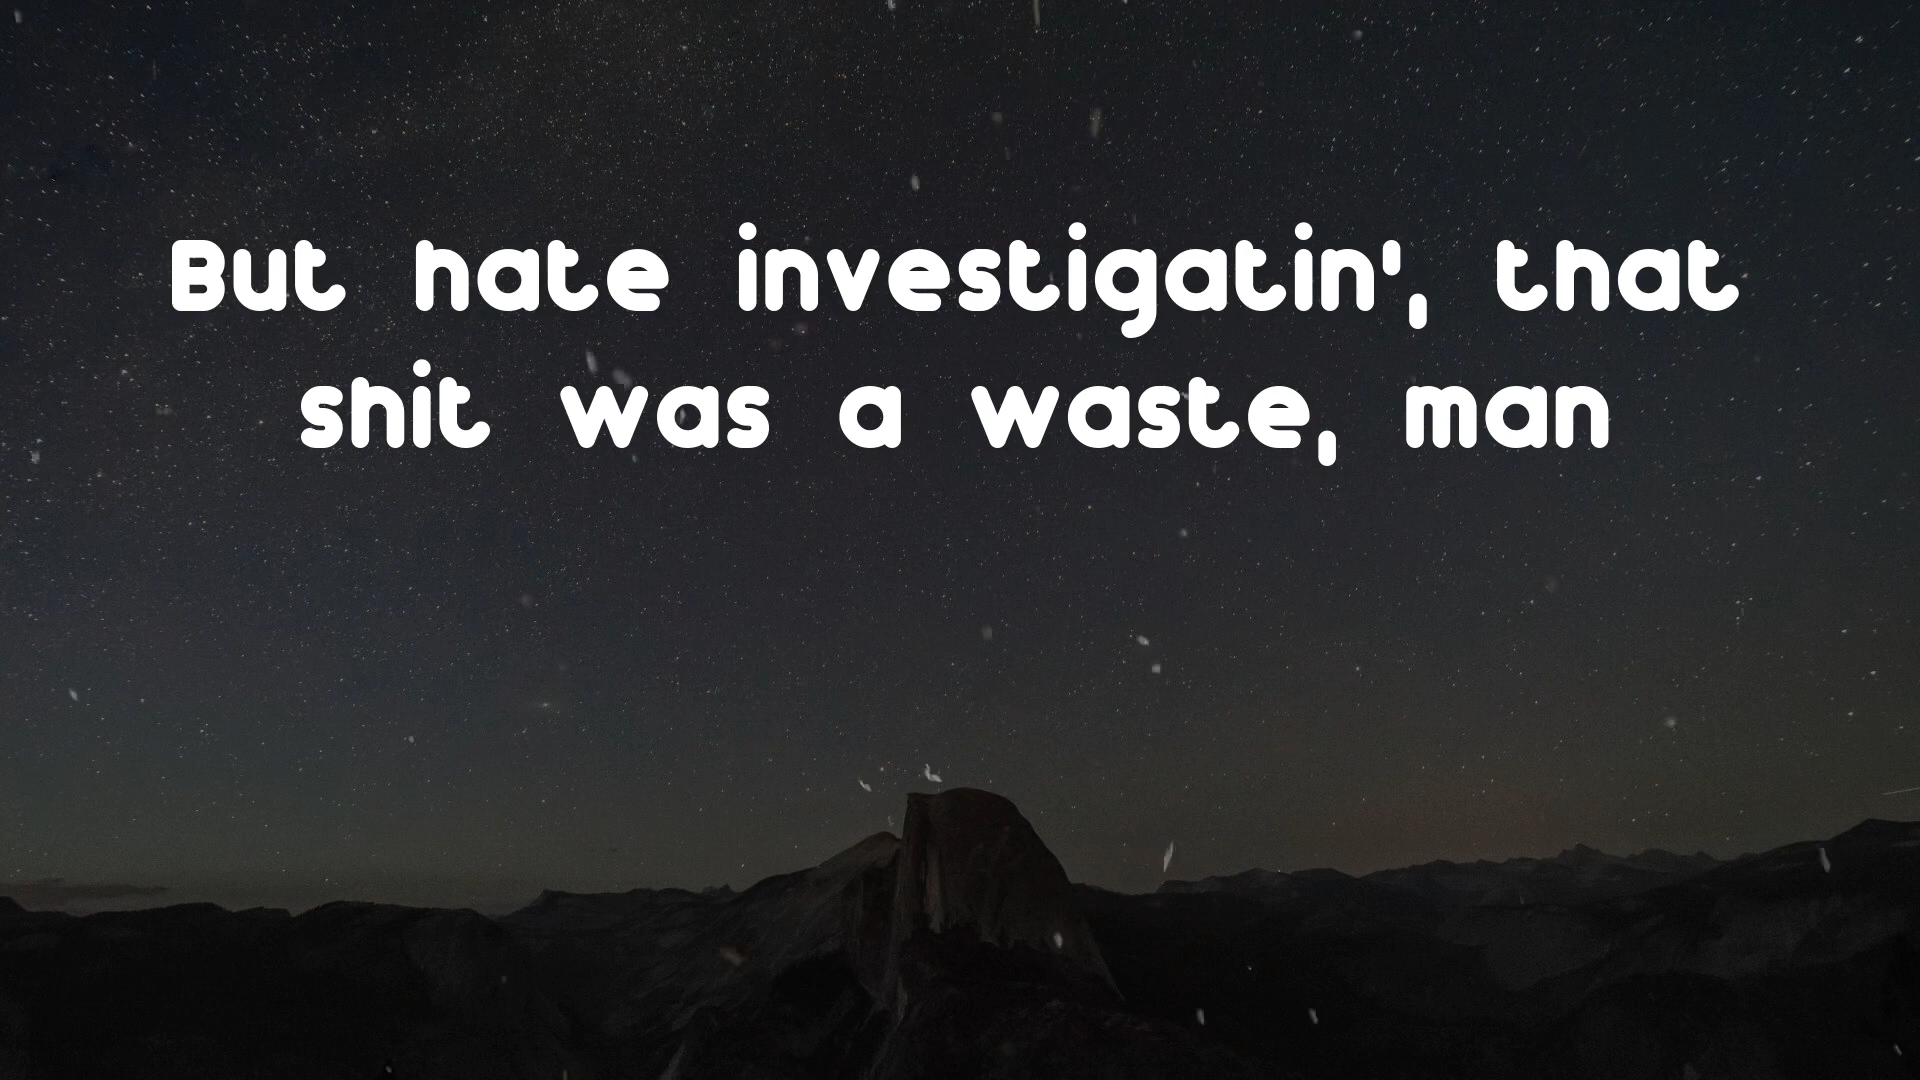 But hate investigatin', that
shit was a waste, man